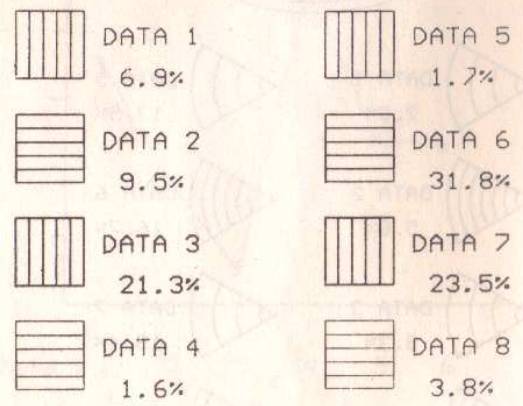 DATA 1
6.9%
DATA 2
9.5%
DATA 3
21.3%
DATA 4
1.6%
DATA 5
1.7%
DATA 6
31.8%
DATA 7
23.5%
DATA 8
3.8%